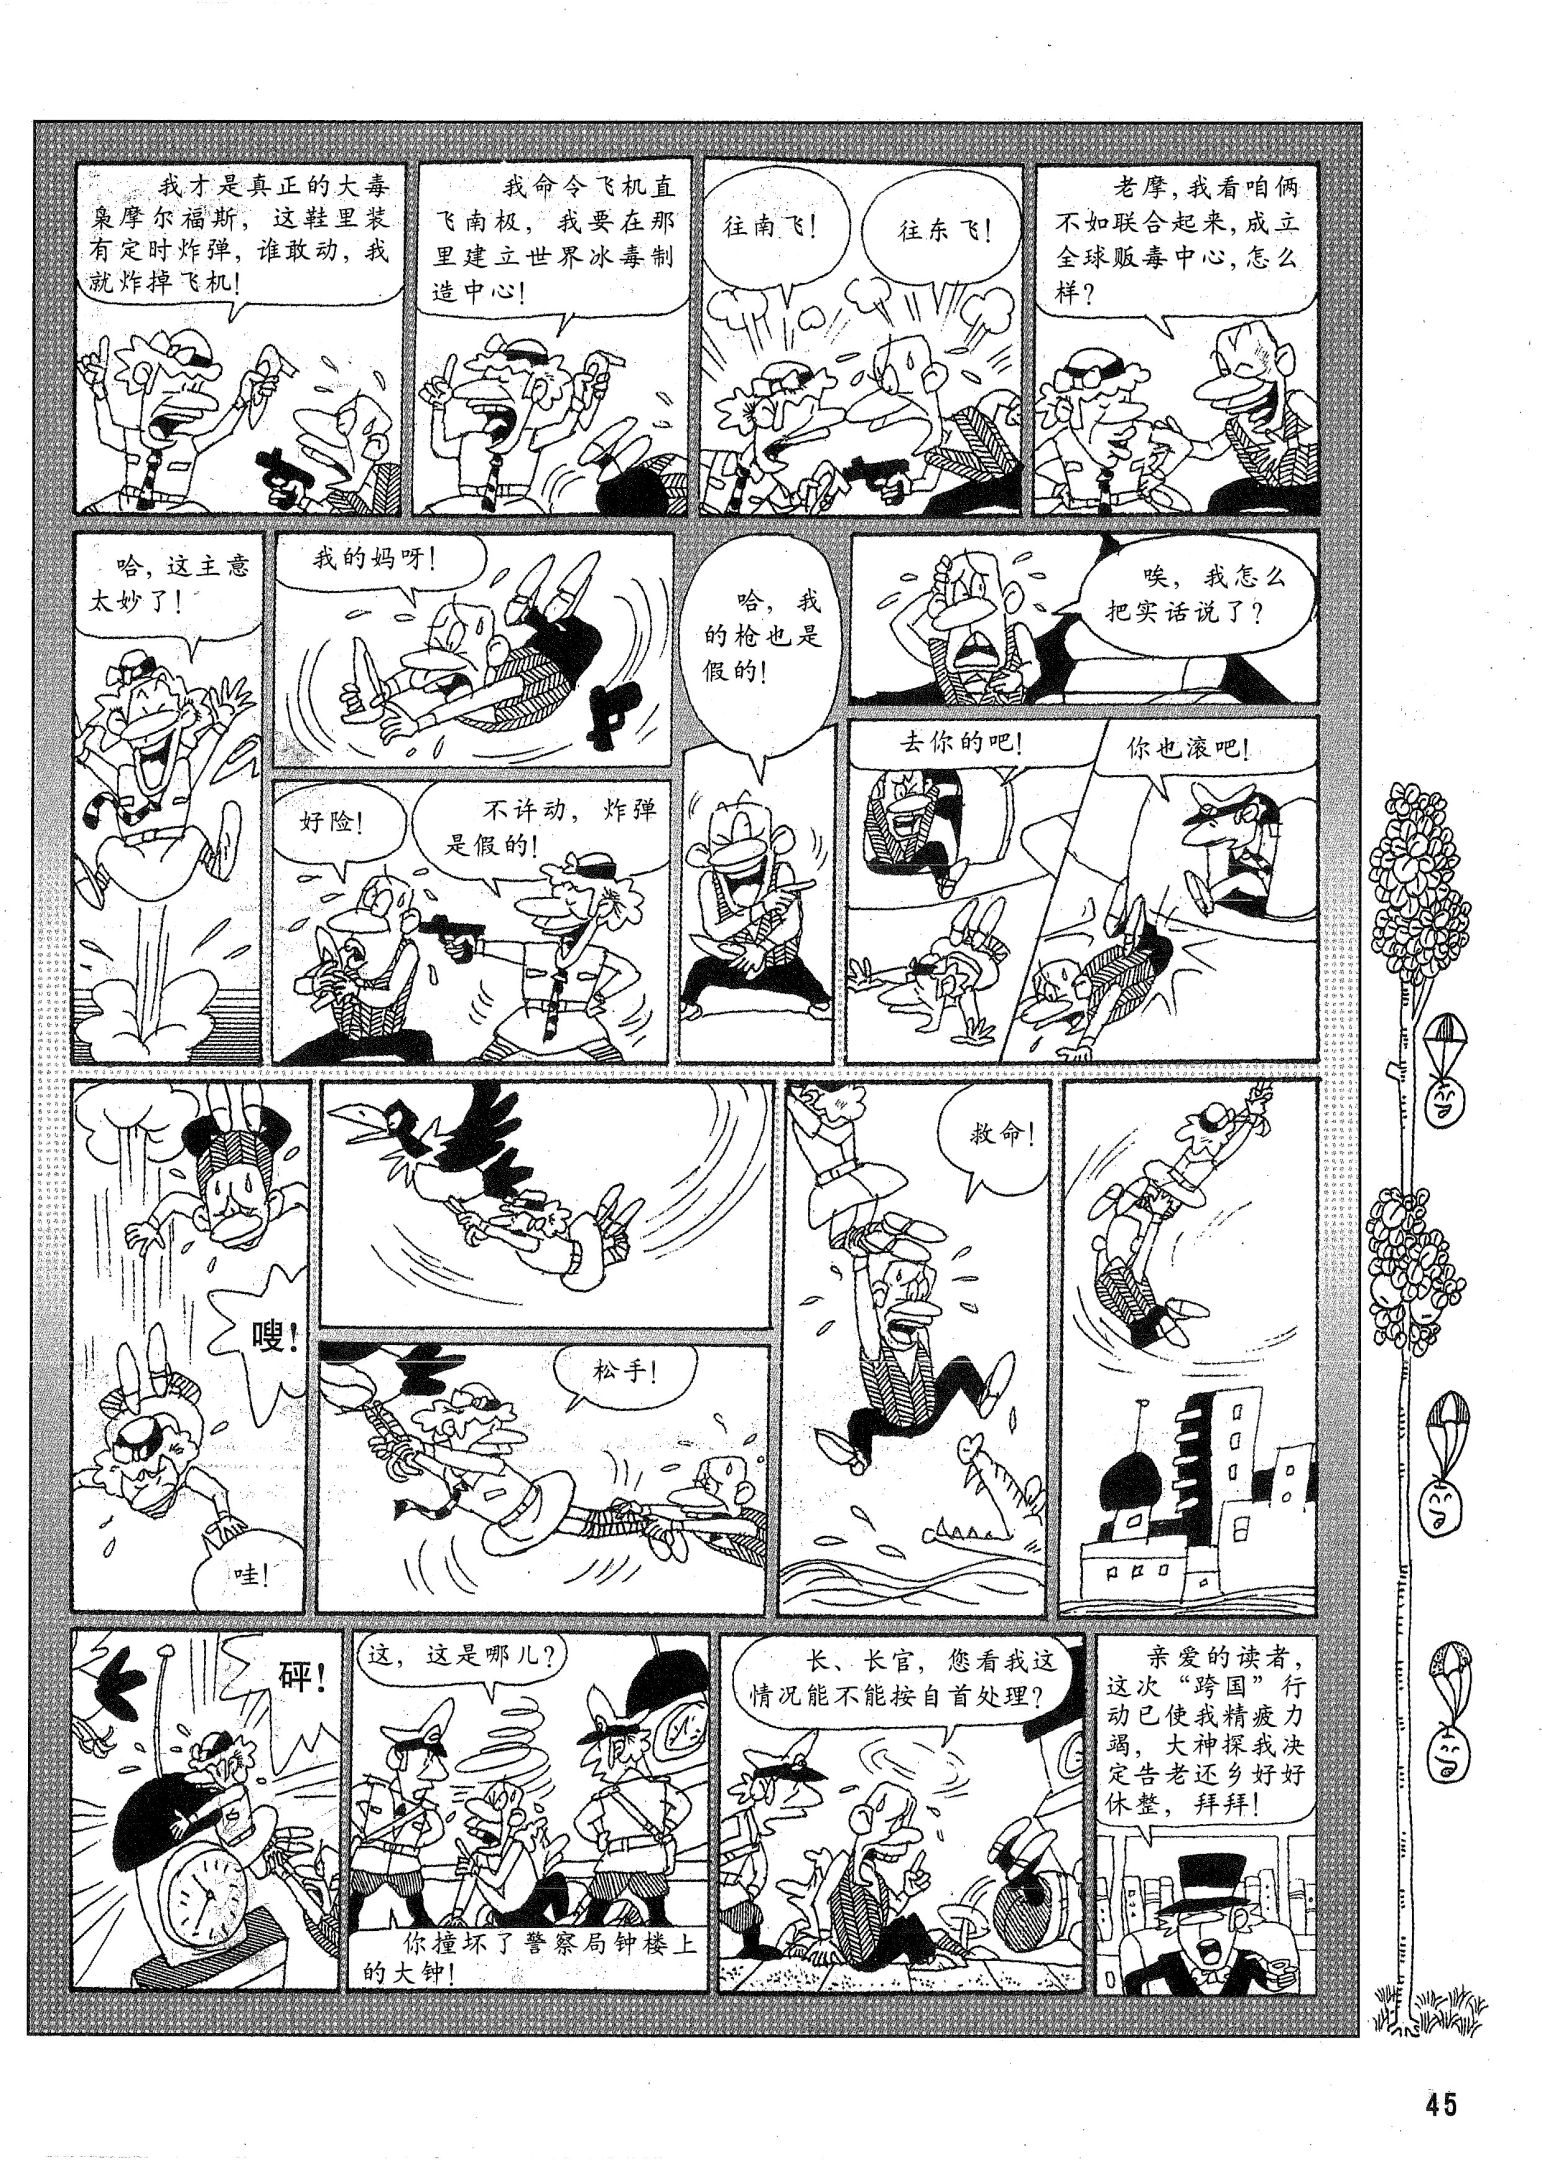 我才是真正的大毒
枭摩尔福斯，这鞋里装
有定时炸弹，谁敢动，我
就炸掉飞机！
我命令飞机直
飞南极，我要在那
里建立世界冰毒制
造中心！
往南飞！
往东飞！
老摩，我看咱俩
不如联合起来，成立
全球贩毒中心，怎么
样？
哈，这主意
太妙了！
我的妈呀！
好险！
不许动，炸弹
是假的！
哈，我
的枪也是
假的！
唉，我怎么
把实话说了？
去你的吧！
你也滚吧！
嗖！
哇！
松手！
救命！
砰！
这，这是哪儿？
你撞坏了警察局钟楼上
的大钟！
长、长官，您看我这
情况能不能按自首处理？
亲爱的读者，
这次“跨国”行
动已使我精疲力
竭，大神探我决
定告老还乡好好
休整，拜拜！
45